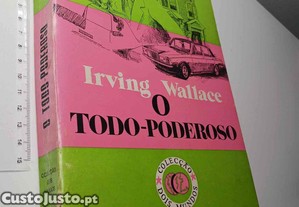 Irving Wallace
O
TODO-PODEROSO
O TODO-PODEROSO
COLECÇÃO
DOIS MUNDOS
CustoJusto.pt